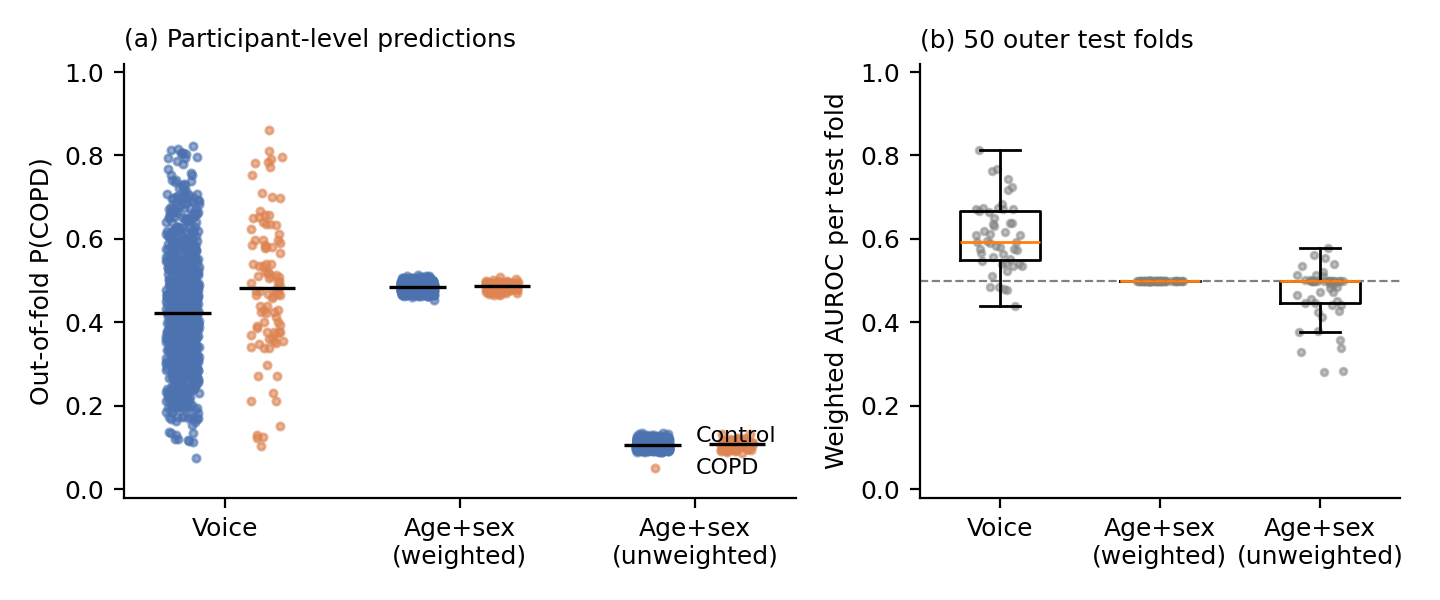 (a) Participant-level predictions
Out-of-fold P(COPD)
1.0
0.8
0.6
0.4
0.2
0.0
Voice
Age+sex
(weighted)
Age+sex
(unweighted)
Control
COPD
(b) 50 outer test folds
Weighted AUROC per test fold
1.0
0.8
0.6
0.4
0.2
0.0
Voice
Age+sex
(weighted)
Age+sex
(unweighted)